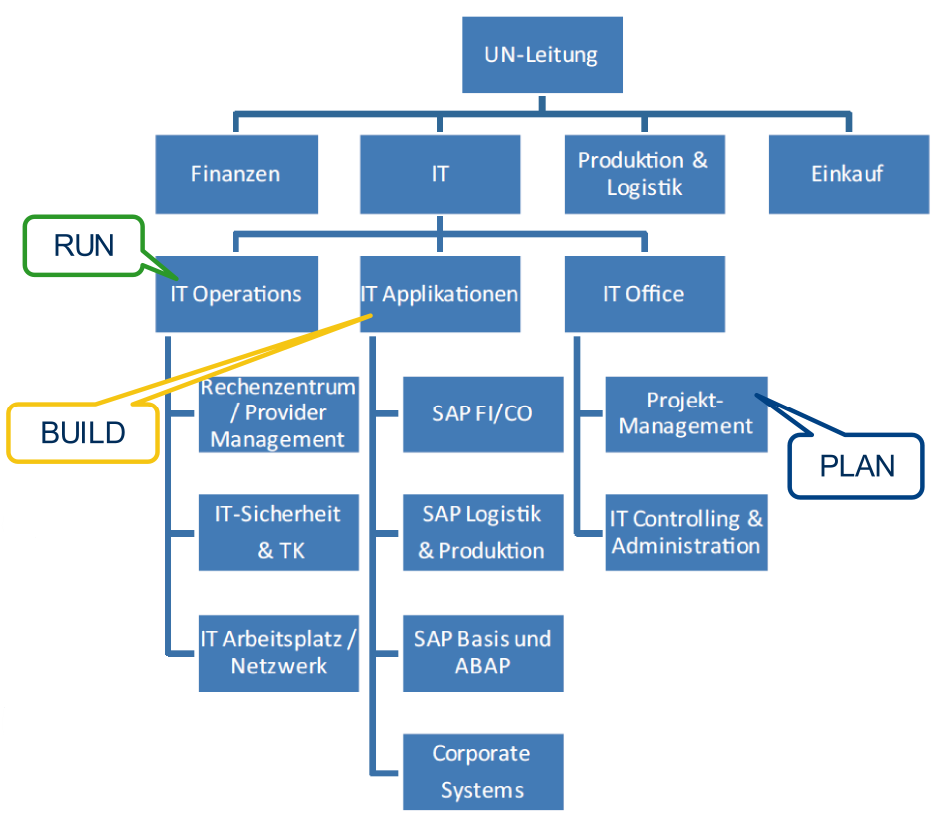 UN-Leitung
Finanzen
IT
Produktion &
Logistik
Einkauf
RUN
IT Operations
IT Applikationen
IT Office
BUILD
Rechenzentrum
/ Provider
Management
SAP FI/CO
Projekt-
Management
PLAN
IT-Sicherheit
& TK
SAP Logistik
& Produktion
IT Controlling &
Administration
IT Arbeitsplatz /
Netzwerk
SAP Basis und
ABAP
Corporate
Systems